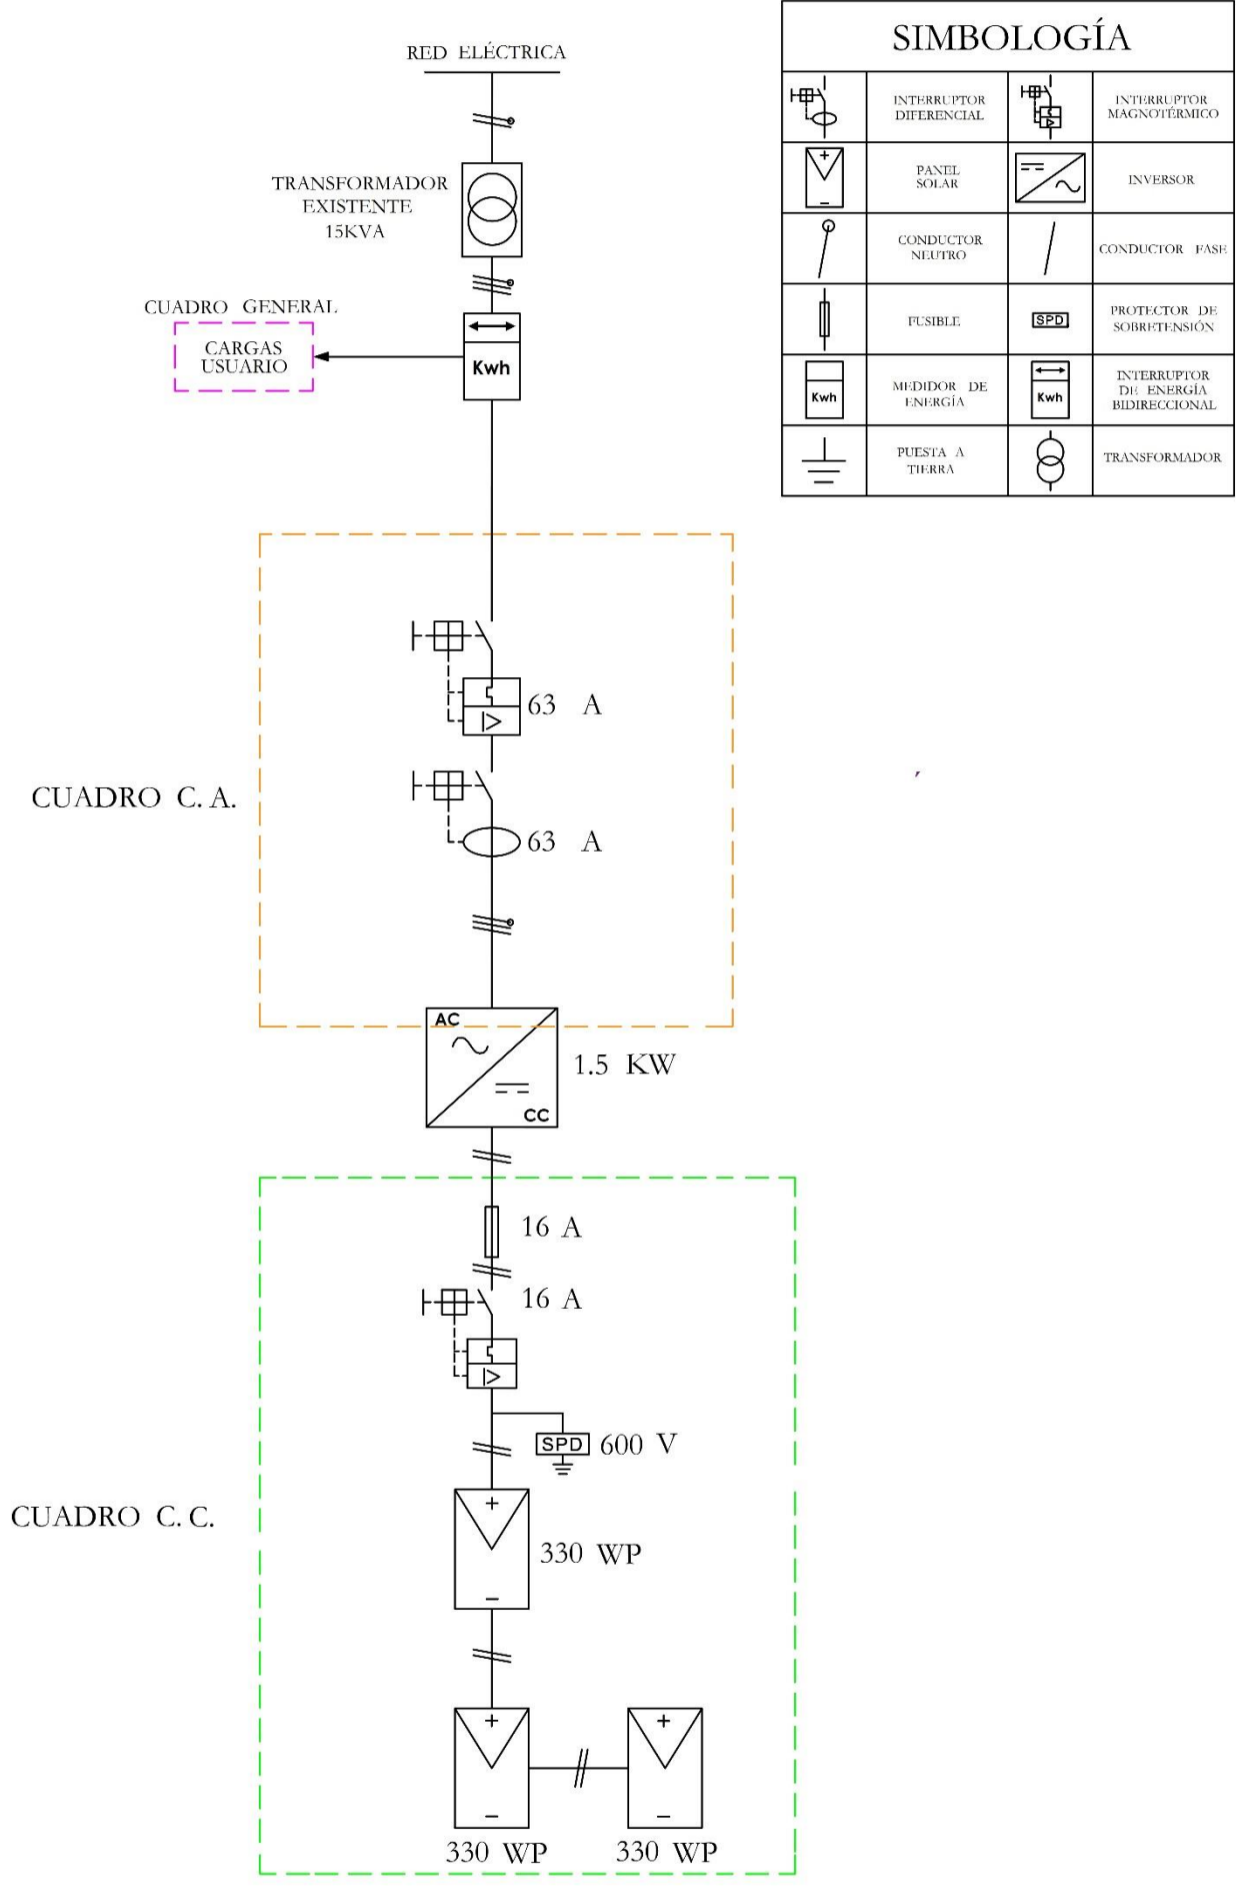 RED ELÉCTRICA
TRANSFORMADOR
EXISTENTE
15KVA
CUADRO GENERAL
CARGAS
USUARIO
Kwh
63 A
63 A
CUADRO C. A.
AC
CC
1.5 KW
16 A
16 A
SPD
600 V
CUADRO C. C.
+
−
330 WP
+
−
330 WP
+
−
330 WP
SIMBOLOGÍA
INTERRUPTOR
DIFERENCIAL
INTERRUPTOR
MAGNOTÉRMICO
+
−
PANEL
SOLAR
INVERSOR
CONDUCTOR
NEUTRO
CONDUCTOR FASE
FUSIBLE
SPD
PROTECTOR DE
SOBRETENSIÓN
Kwh
MEDIDOR DE
ENERGÍA
Kwh
INTERRUPTOR
DE ENERGÍA
BIDIRECCIONAL
PUESTA A
TIERRA
TRANSFORMADOR